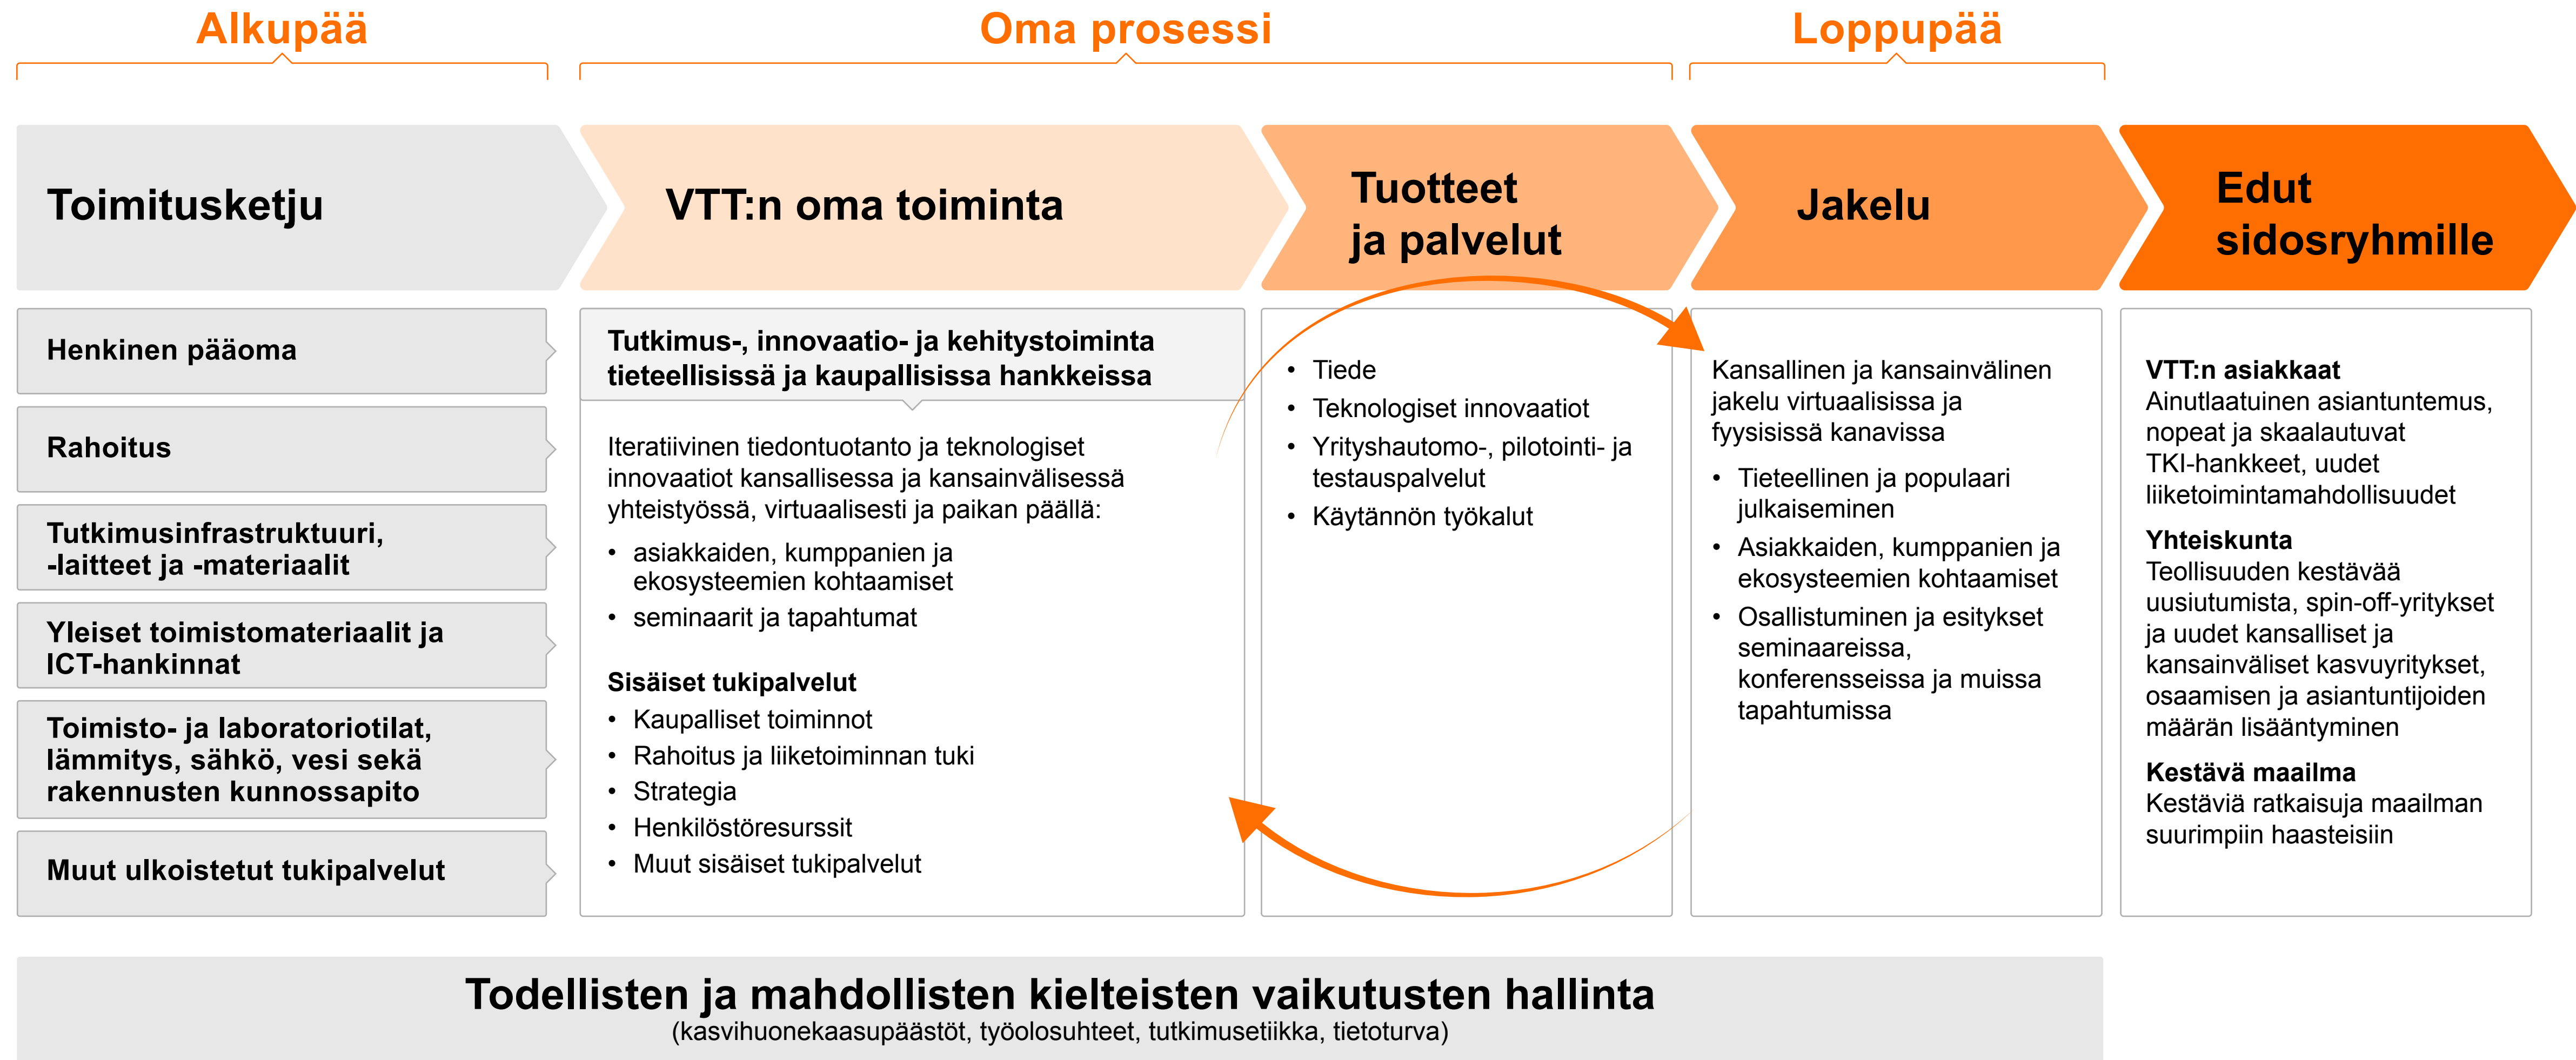 Alkupää
Oma prosessi
Loppupää
Toimitusketju
VTT:n oma toiminta
Tuotteet
ja palvelut
Jakelu
Edut
sidosryhmille
Henkinen pääoma
Rahoitus
Tutkimusinfrastruktuuri,
-laitteet ja -materiaalit
Yleiset toimistomateriaalit ja
ICT-hankinnat
Toimisto- ja laboratoriotilat,
lämmitys, sähkö, vesi sekä
rakennusten kunnossapito
Muut ulkoistetut tukipalvelut
Tutkimus-, innovaatio- ja kehitystoiminta
tieteellisissä ja kaupallisissa hankkeissa
Iteratiivinen tiedontuotanto ja teknologiset
innovaatiot kansallisessa ja kansainvälisessä
yhteistyössä, virtuaalisesti ja paikan päällä:
• asiakkaiden, kumppanien ja
ekosysteemien kohtaamiset
• seminaarit ja tapahtumat
Sisäiset tukipalvelut
• Kaupalliset toiminnot
• Rahoitus ja liiketoiminnan tuki
• Strategia
• Henkilöstöresurssit
• Muut sisäiset tukipalvelut
• Tiede
• Teknologiset innovaatiot
• Yrityshautomo-, pilotointi- ja
testauspalvelut
• Käytännön työkalut
Kansallinen ja kansainvälinen
jakelu virtuaalisissa ja
fyysisissä kanavissa
• Tieteellinen ja populaari
julkaiseminen
• Asiakkaiden, kumppanien ja
ekosysteemien kohtaamiset
• Osallistuminen ja esitykset
seminaareissa,
konferensseissa ja muissa
tapahtumissa
VTT:n asiakkaat
Ainutlaatuinen asiantuntemus,
nopeat ja skaalautuvat
TKI-hankkeet, uudet
liiketoimintamahdollisuudet
Yhteiskunta
Teollisuuden kestävää
uusiutumista, spin-off-yritykset
ja uudet kansalliset ja
kansainväliset kasvuyritykset,
osaamisen ja asiantuntijoiden
määrän lisääntyminen
Kestävä maailma
Kestäviä ratkaisuja maailman
suurimpiin haasteisiin
Todellisten ja mahdollisten kielteisten vaikutusten hallinta
(kasvihuonekaasupäästöt, työolosuhteet, tutkimusetiikka, tietoturva)